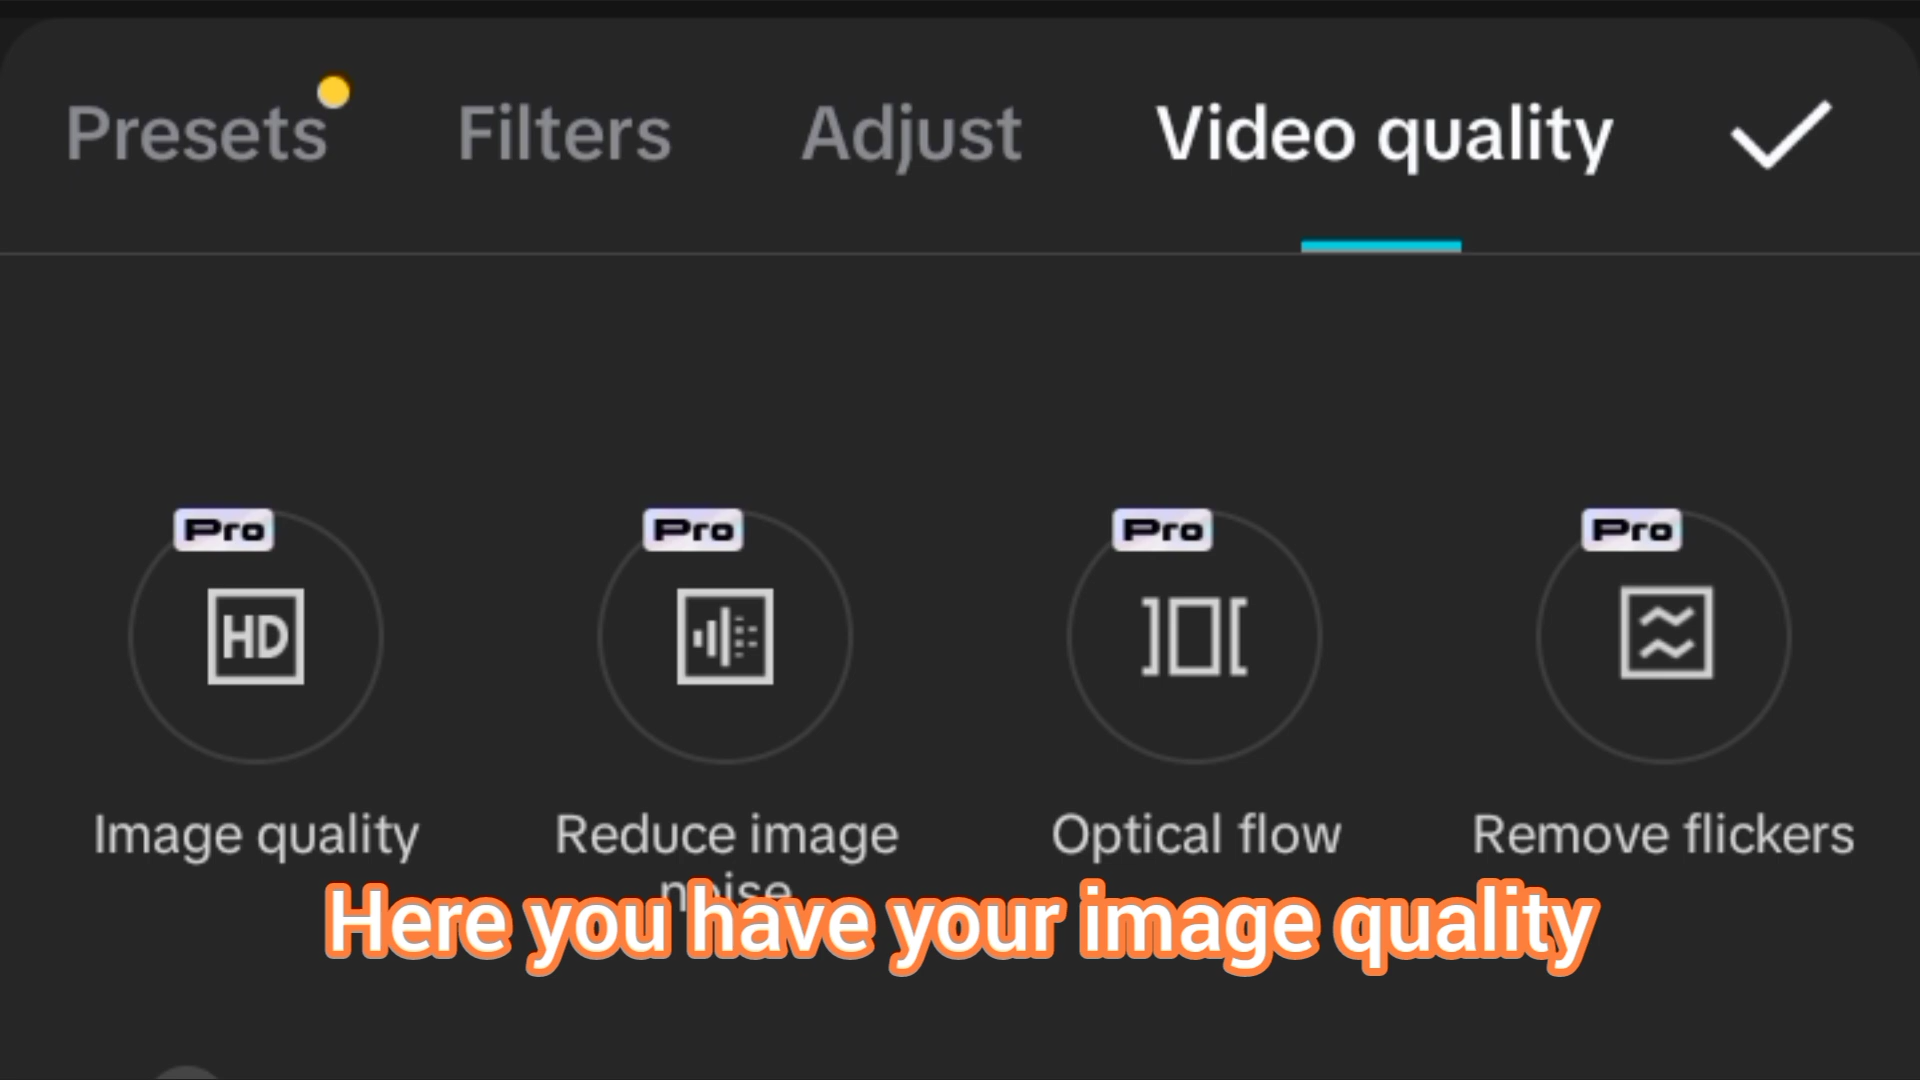 Presets Filters Adjust Video quality
Pro Pro Pro Pro
HD
Image quality Reduce image noise Optical flow Remove flickers
Here you have your image quality